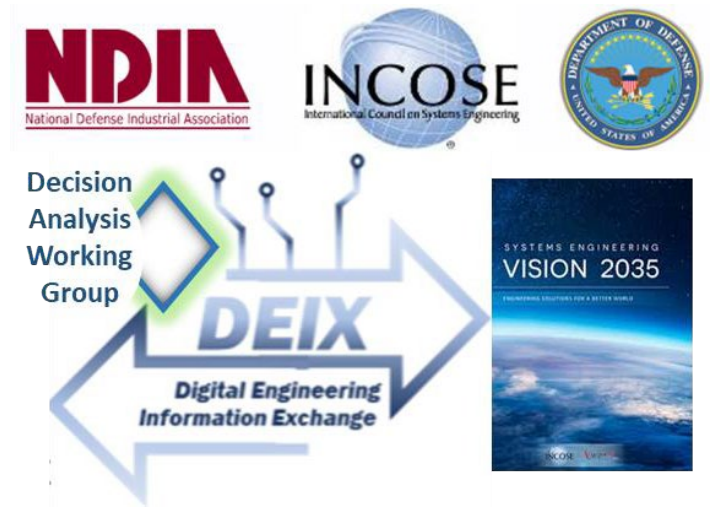 NDIA
National Defense Industrial Association
INCOSE
International Council on Systems Engineering
®
DEPARTMENT OF DEFENSE
UNITED STATES OF AMERICA
Decision
Analysis
Working
Group
DEIX
Digital Engineering
Information Exchange
SYSTEMS ENGINEERING
VISION 2035
ENGINEERING SOLUTIONS FOR A BETTER WORLD
INCOSE